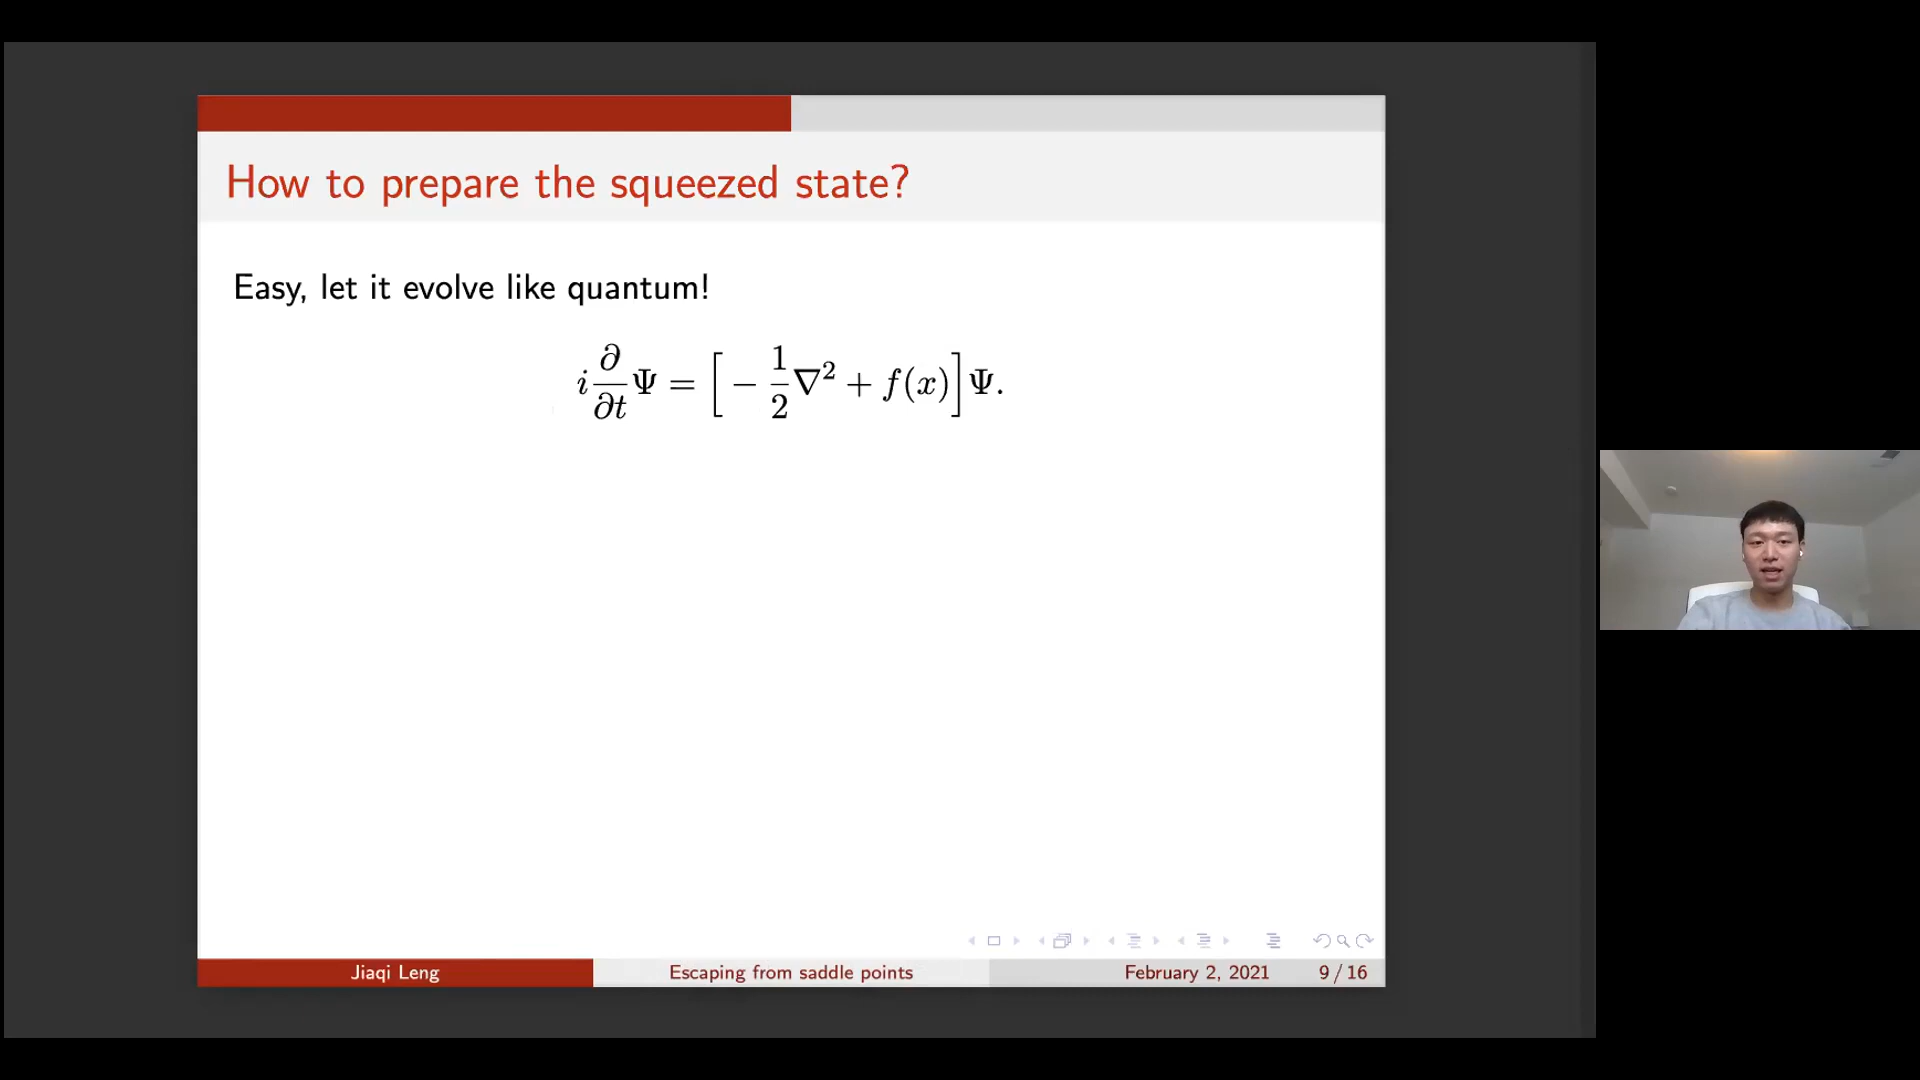 How to prepare the squeezed state?
Easy, let it evolve like quantum!
i ∂/∂t Ψ = [ − 1/2 ∇² + f(x) ] Ψ.
Jiaqi Leng Escaping from saddle points February 2, 2021 9 / 16